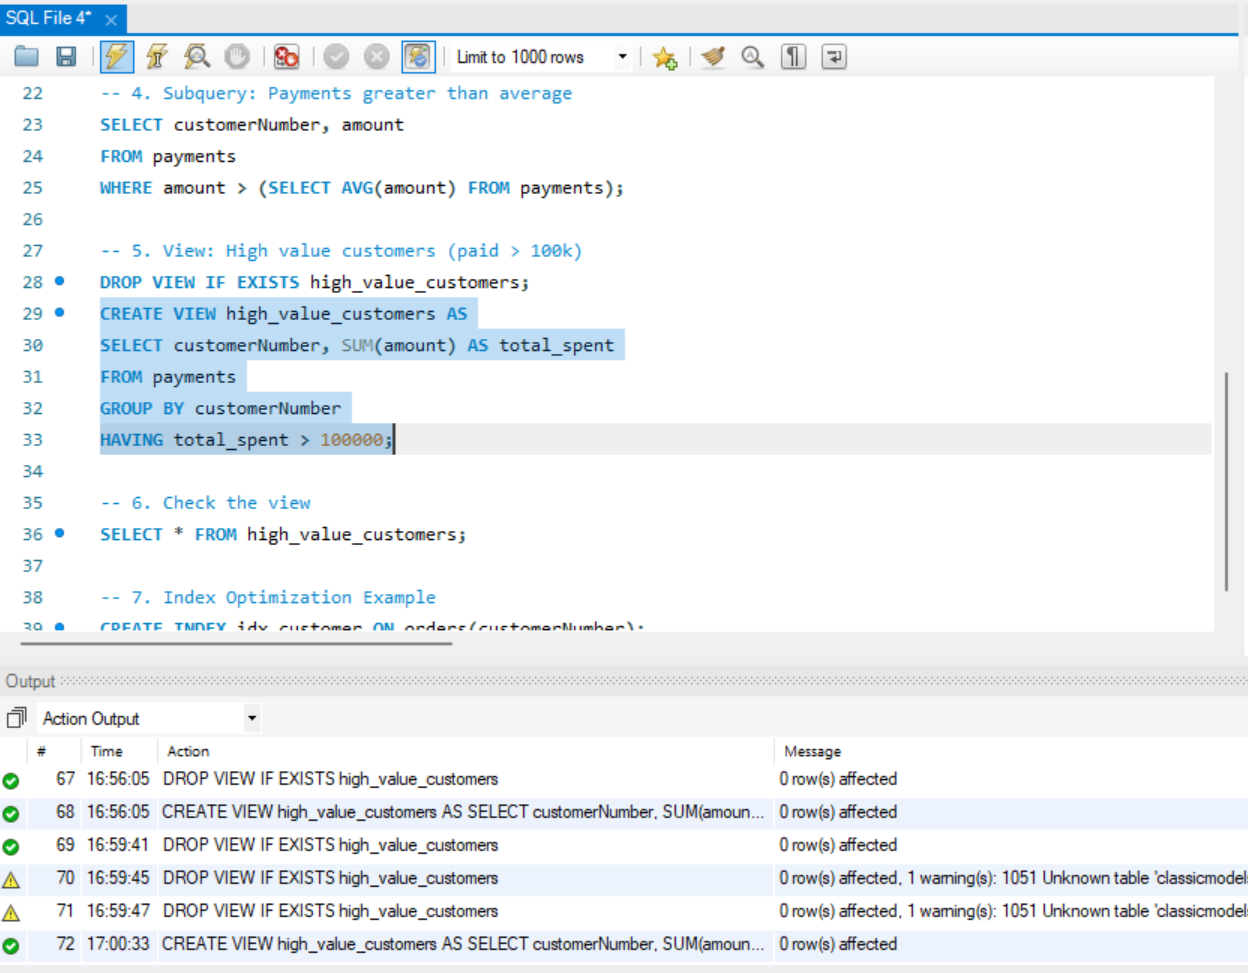 SQL File 4*
Limit to 1000 rows
22 -- 4. Subquery: Payments greater than average
23 SELECT customerNumber, amount
24 FROM payments
25 WHERE amount > (SELECT AVG(amount) FROM payments);
26
27 -- 5. View: High value customers (paid > 100k)
28 DROP VIEW IF EXISTS high_value_customers;
29 CREATE VIEW high_value_customers AS
30 SELECT customerNumber, SUM(amount) AS total_spent
31 FROM payments
32 GROUP BY customerNumber
33 HAVING total_spent > 100000;
34
35 -- 6. Check the view
36 SELECT * FROM high_value_customers;
37
38 -- 7. Index Optimization Example
39 CREATE INDEX idx_customer ON orders(customerNumber);
Output
Action Output
# Time Action Message
67 16:56:05 DROP VIEW IF EXISTS high_value_customers 0 row(s) affected
68 16:56:05 CREATE VIEW high_value_customers AS SELECT customerNumber, SUM(amoun... 0 row(s) affected
69 16:59:41 DROP VIEW IF EXISTS high_value_customers 0 row(s) affected
70 16:59:45 DROP VIEW IF EXISTS high_value_customers 0 row(s) affected, 1 warning(s): 1051 Unknown table 'classicmodel
71 16:59:47 DROP VIEW IF EXISTS high_value_customers 0 row(s) affected, 1 warning(s): 1051 Unknown table 'classicmodel
72 17:00:33 CREATE VIEW high_value_customers AS SELECT customerNumber, SUM(amoun... 0 row(s) affected